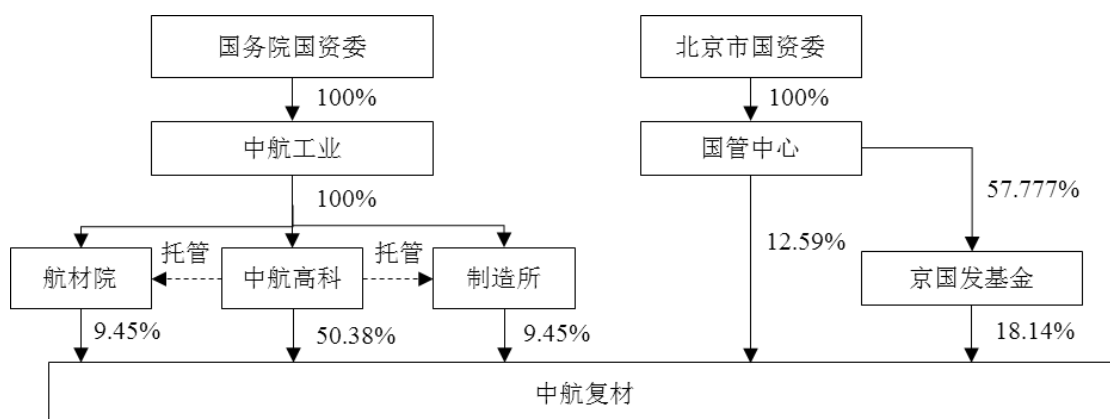 国务院国资委
北京市国资委
100%
100%
中航工业
国管中心
100%
57.777%
12.59%
航材院
托管
中航高科
托管
制造所
京国发基金
9.45%
50.38%
9.45%
18.14%
中航复材